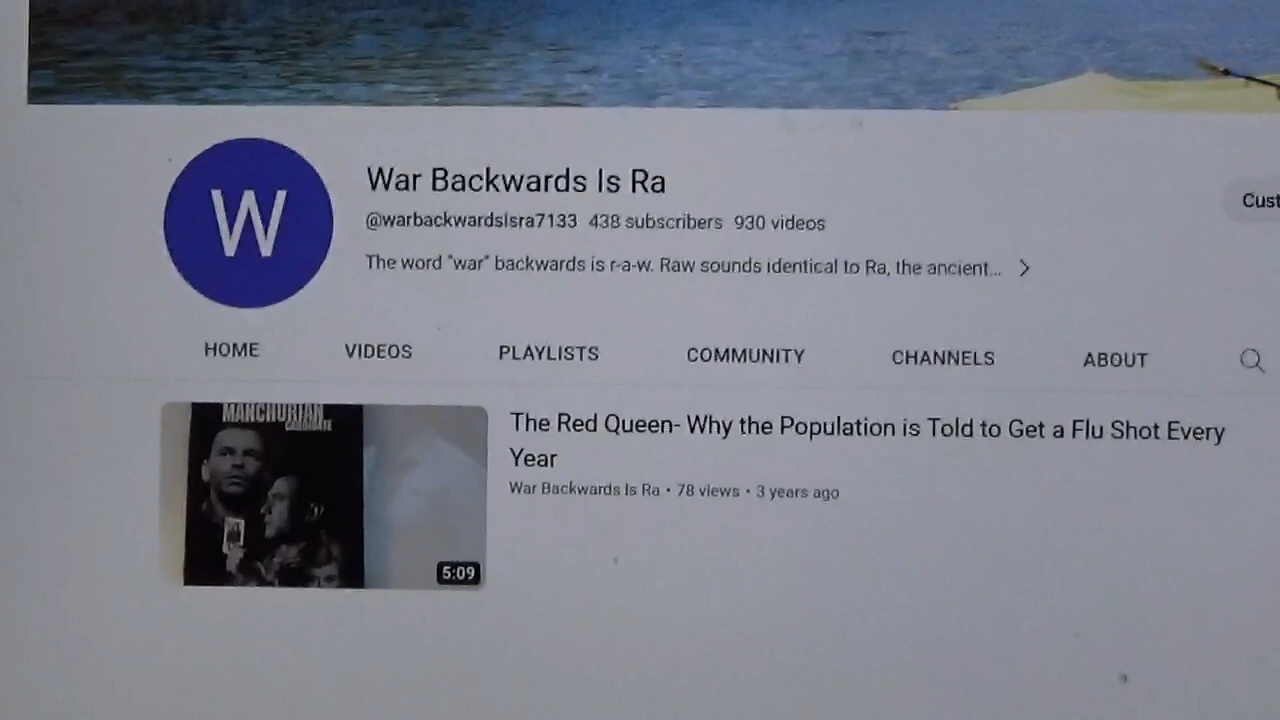 W
War Backwards Is Ra
@warbackwardsIsra7133 438 subscribers 930 videos
The word "war" backwards is r-a-w. Raw sounds identical to Ra, the ancient...
Cust
HOME VIDEOS PLAYLISTS COMMUNITY CHANNELS ABOUT
MANCHURIAN
CANDIDATE
5:09
The Red Queen- Why the Population is Told to Get a Flu Shot Every
Year
War Backwards Is Ra • 78 views • 3 years ago